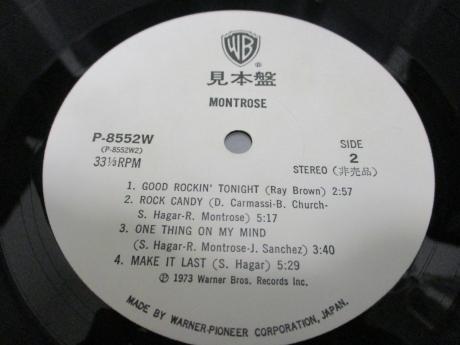 WB
®
見本盤
MONTROSE
P-8552W
(P-8552W2)
33⅓RPM
SIDE
2
STEREO (非売品)
1. GOOD ROCKIN' TONIGHT (Ray Brown) 2:57
2. ROCK CANDY (D. Carmassi-B. Church-
S. Hagar-R. Montrose) 5:17
3. ONE THING ON MY MIND
(S. Hagar-R. Montrose-J. Sanchez) 3:40
4. MAKE IT LAST (S. Hagar) 5:29
Ⓟ 1973 Warner Bros. Records Inc.
MADE BY WARNER-PIONEER CORPORATION, JAPAN.